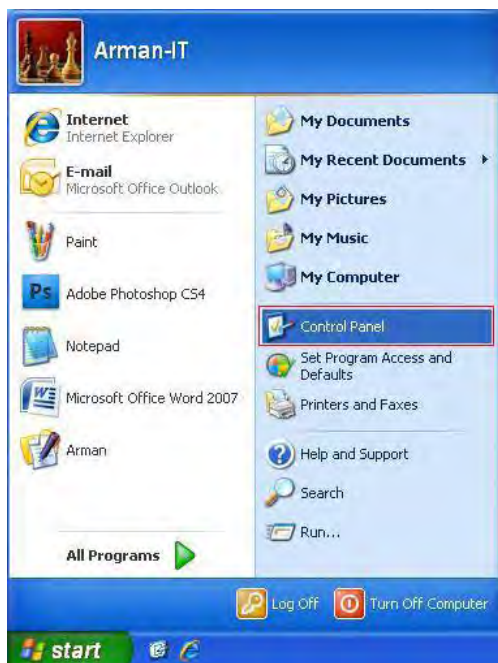 Arman-IT
Internet
Internet Explorer
E-mail
Microsoft Office Outlook
Paint
Ps
Adobe Photoshop CS4
Notepad
Microsoft Office Word 2007
Arman
All Programs
My Documents
My Recent Documents
My Pictures
My Music
My Computer
Control Panel
Set Program Access and
Defaults
Printers and Faxes
Help and Support
Search
Run...
Log Off
Turn Off Computer
start